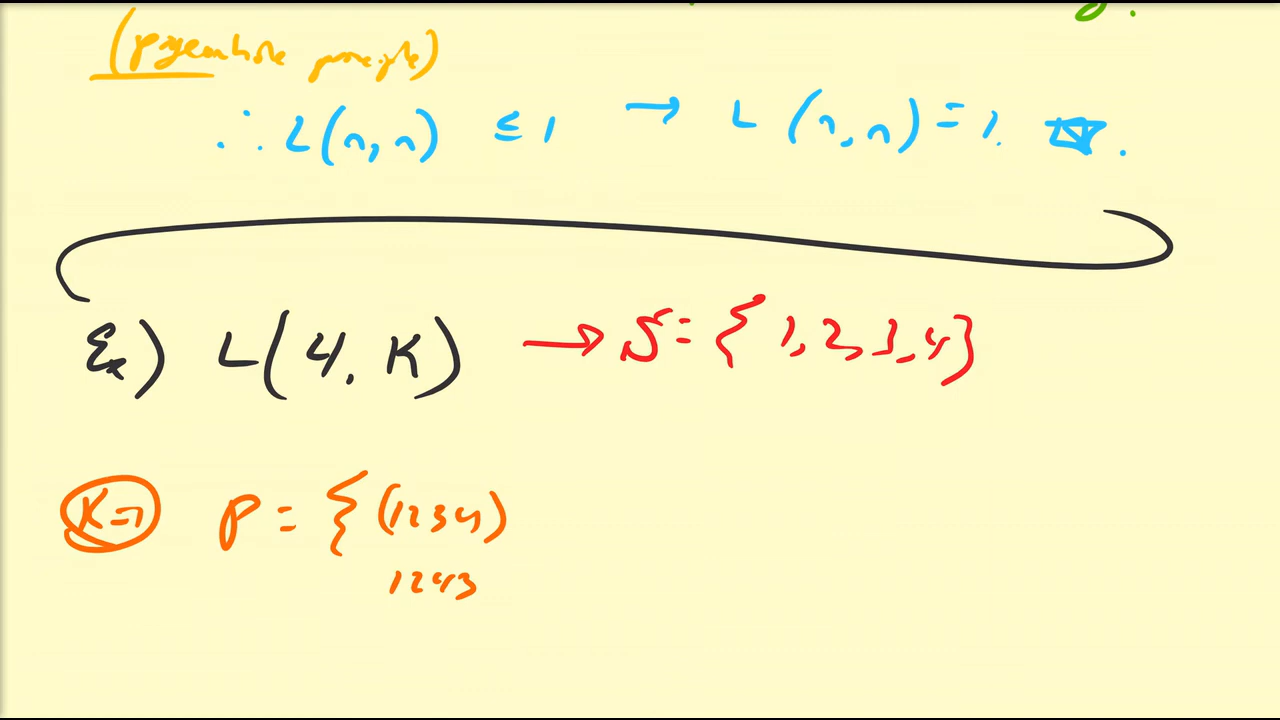 (pigeonhole principle)
∴ L(n,n) ≤ 1 → L(n,n) = 1.
Ex) L(4, K) → S = { 1, 2, 3, 4}
K=1 P = { (1234)
1243